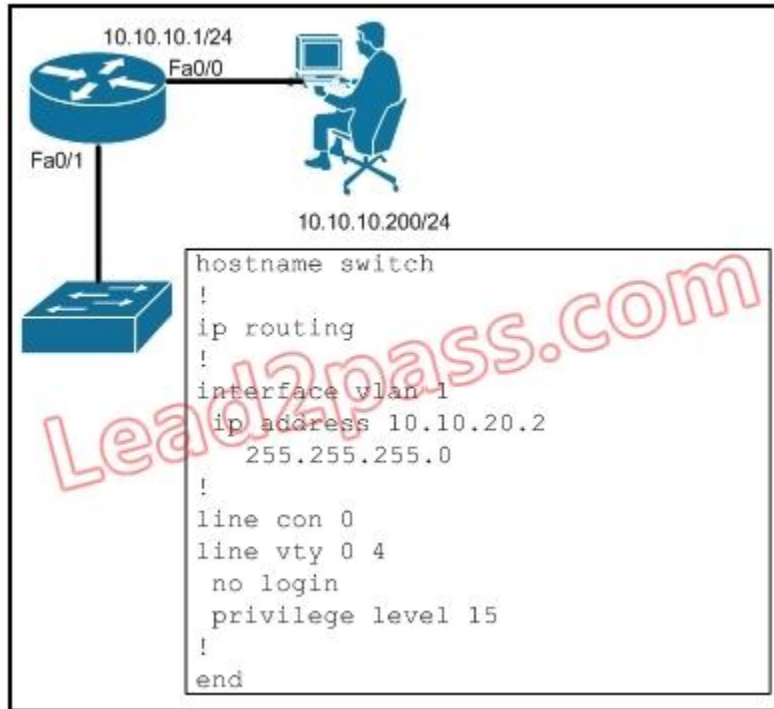 10.10.10.1/24
Fa0/0
Fa0/1
10.10.10.200/24
hostname switch
!
ip routing
!
interface vlan 1
ip address 10.10.20.2
255.255.255.0
!
line con 0
line vty 0 4
no login
privilege level 15
!
end
Lead2pass.com